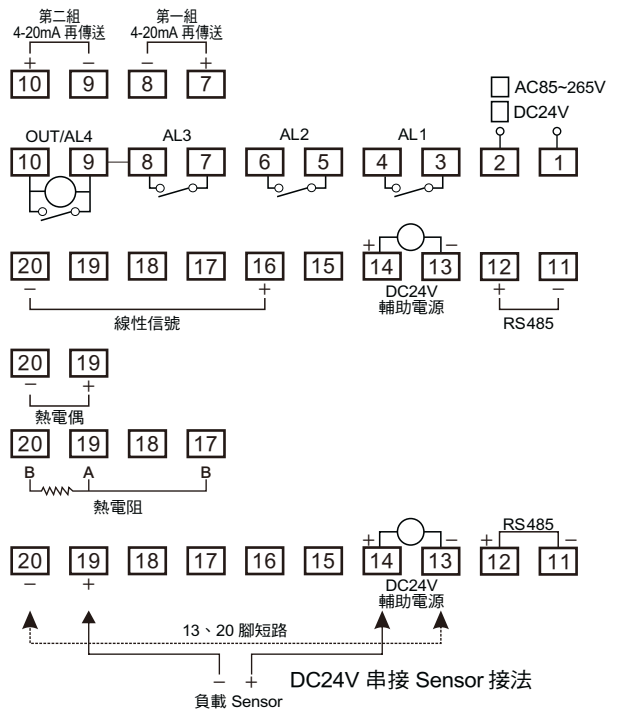 第二組 第一組
4-20mA 再傳送 4-20mA 再傳送
+ − − +
10 9 8 7
AC85~265V
DC24V
OUT/AL4 AL3 AL2 AL1
10 9 8 7 6 5 4 3 2 1
+ −
20 19 18 17 16 15 14 13 12 11
− + + −
DC24V
輔助電源
線性信號 RS485
20 19
− +
熱電偶
20 19 18 17
B A B
熱電阻
RS485
+ − + −
20 19 18 17 16 15 14 13 12 11
− +
DC24V
輔助電源
13、20 腳短路
− +
DC24V 串接 Sensor 接法
負載 Sensor